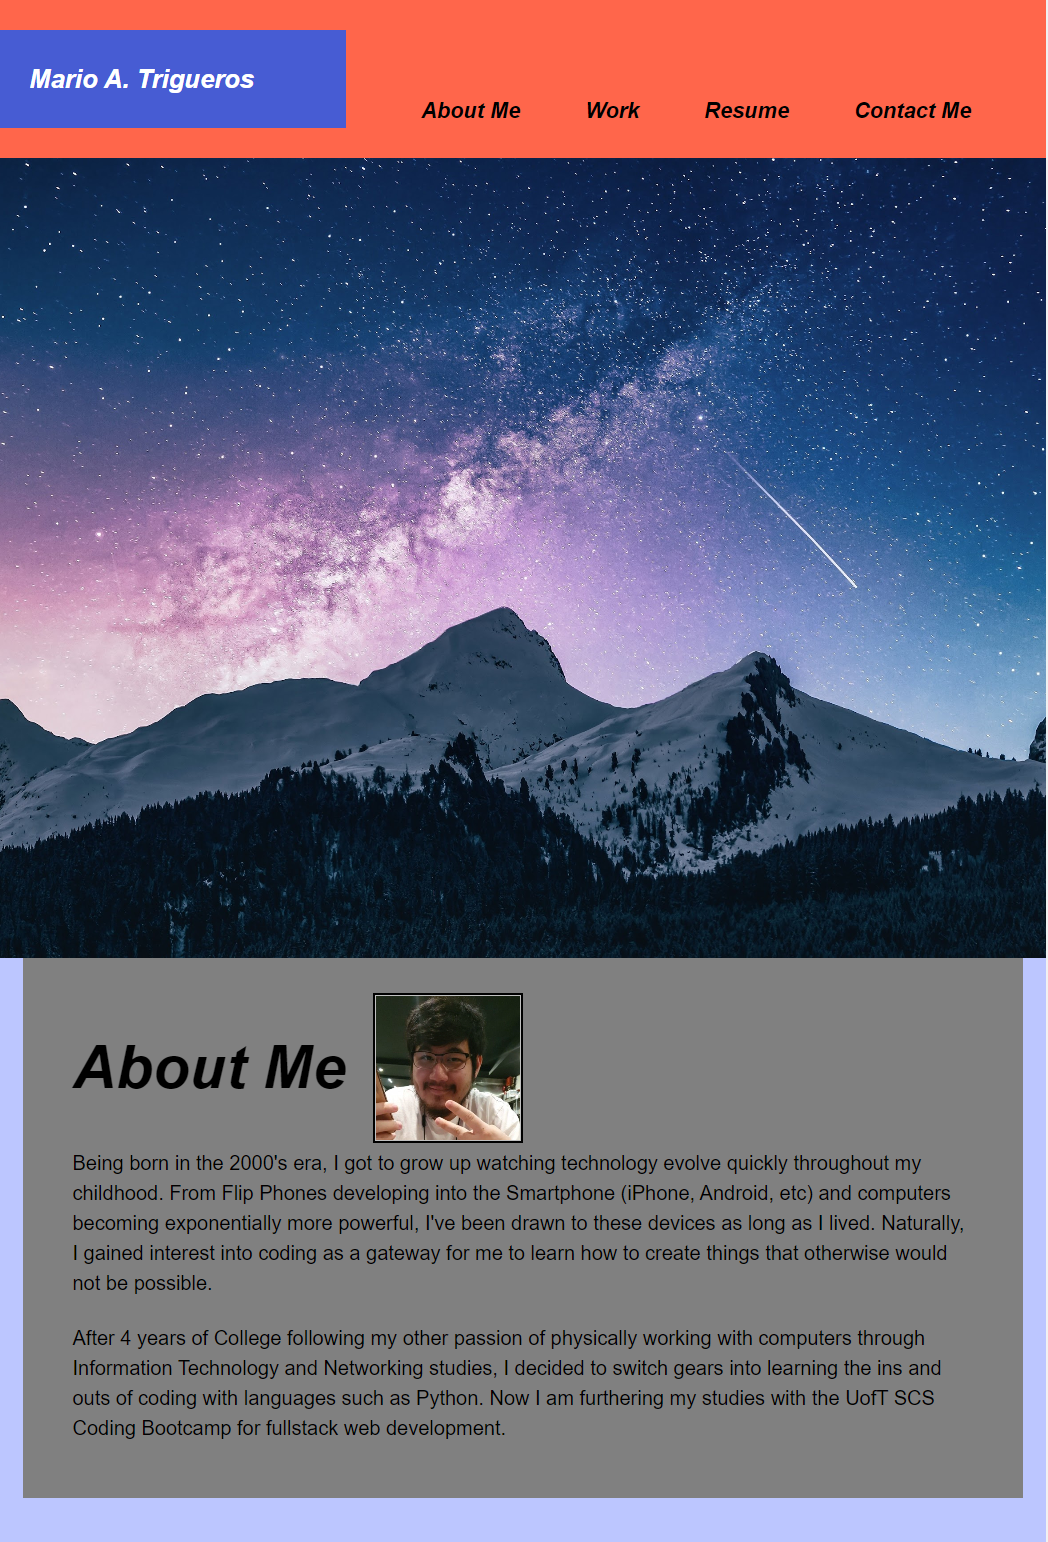 Mario A. Trigueros
About Me
Work
Resume
Contact Me
About Me
Being born in the 2000's era, I got to grow up watching technology evolve quickly throughout my
childhood. From Flip Phones developing into the Smartphone (iPhone, Android, etc) and computers
becoming exponentially more powerful, I've been drawn to these devices as long as I lived. Naturally,
I gained interest into coding as a gateway for me to learn how to create things that otherwise would
not be possible.
After 4 years of College following my other passion of physically working with computers through
Information Technology and Networking studies, I decided to switch gears into learning the ins and
outs of coding with languages such as Python. Now I am furthering my studies with the UofT SCS
Coding Bootcamp for fullstack web development.